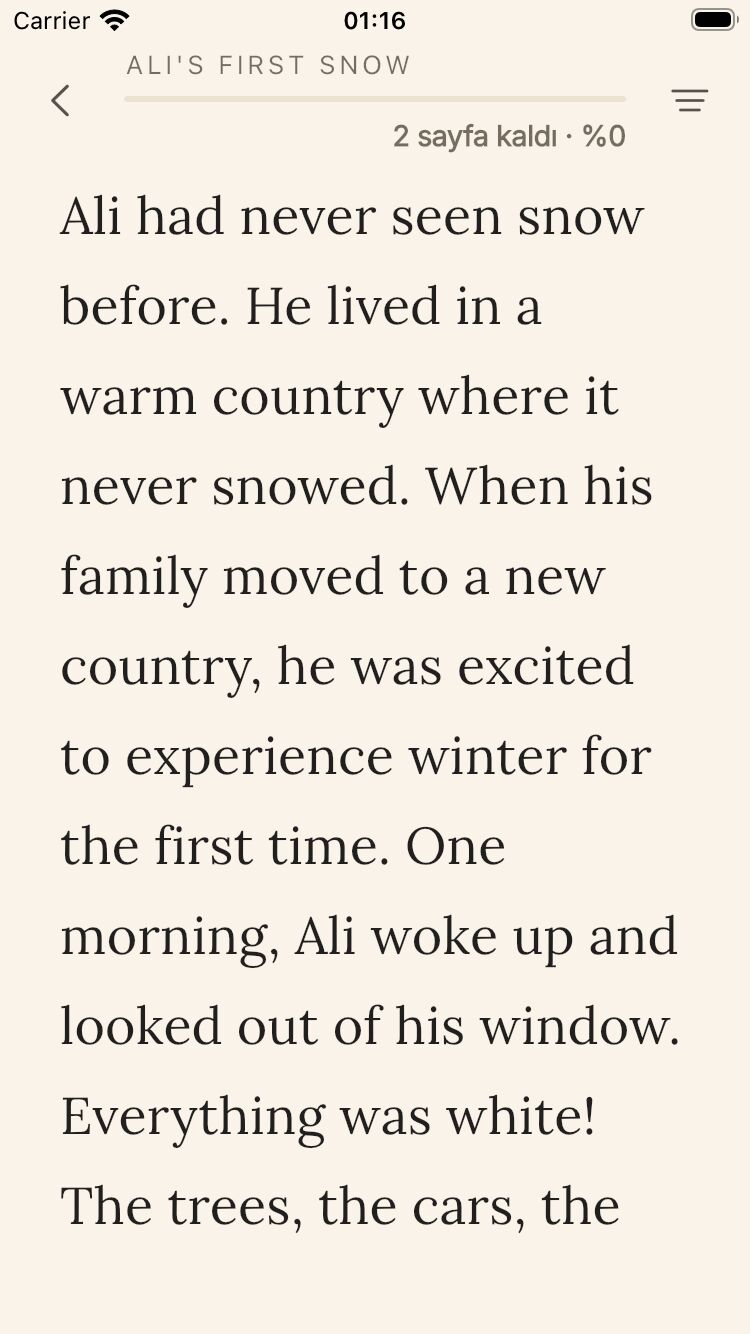 Carrier 01:16
ALI'S FIRST SNOW
2 sayfa kaldı · %0
Ali had never seen snow
before. He lived in a
warm country where it
never snowed. When his
family moved to a new
country, he was excited
to experience winter for
the first time. One
morning, Ali woke up and
looked out of his window.
Everything was white!
The trees, the cars, the